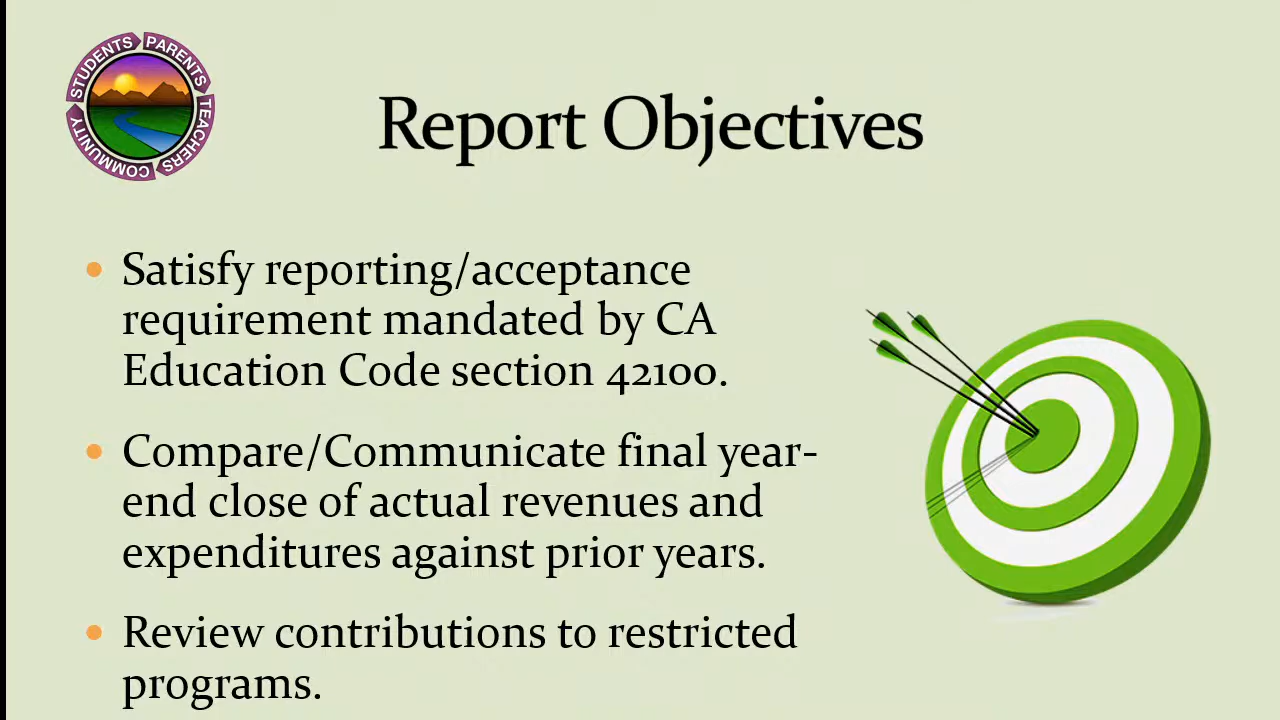 STUDENTS PARENTS TEACHERS COMMUNITY
Report Objectives
• Satisfy reporting/acceptance
requirement mandated by CA
Education Code section 42100.
• Compare/Communicate final year-
end close of actual revenues and
expenditures against prior years.
• Review contributions to restricted
programs.